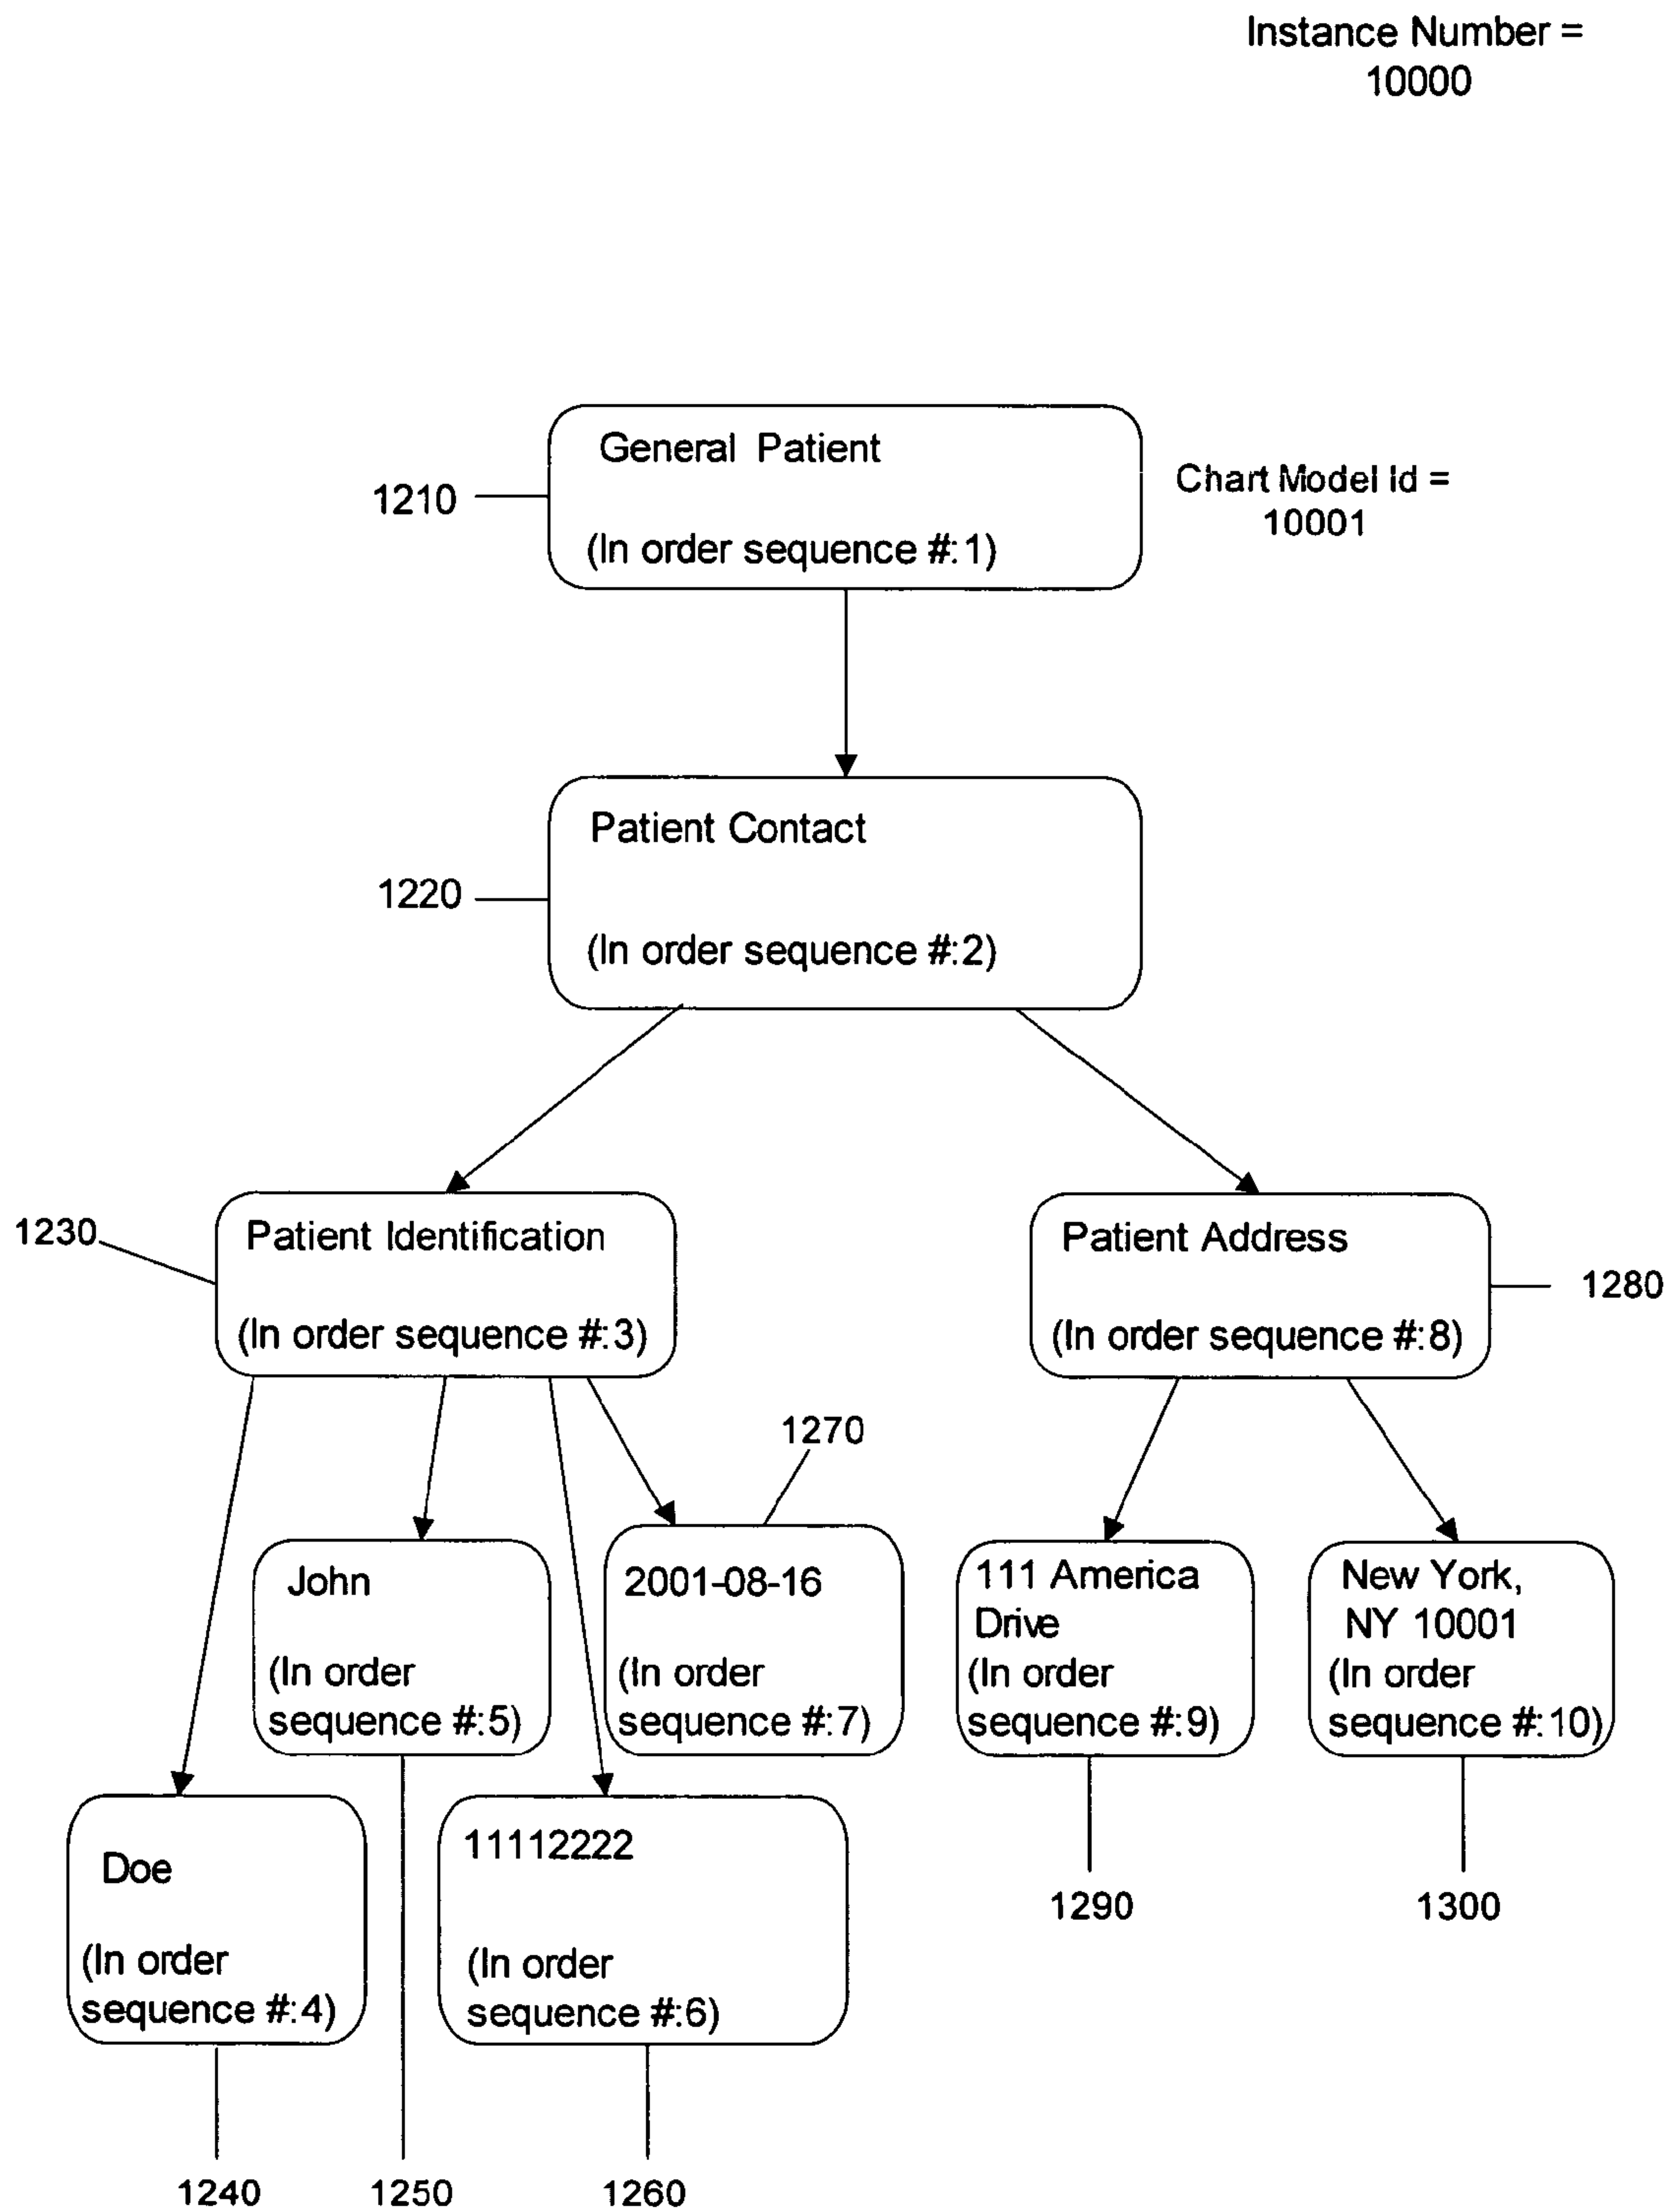 Instance Number =
10000
General Patient
(In order sequence #:1)
1210
Chart Model Id =
10001
Patient Contact
(In order sequence #:2)
1220
1230
Patient Identification
(In order sequence #:3)
Patient Address
(In order sequence #:8)
1280
1270
John
(In order
sequence #:5)
2001-08-16
(In order
sequence #:7)
111 America
Drive
(In order
sequence #:9)
New York,
NY 10001
(In order
sequence #:10)
Doe
(In order
sequence #:4)
11112222
(In order
sequence #:6)
1290
1300
1240
1250
1260